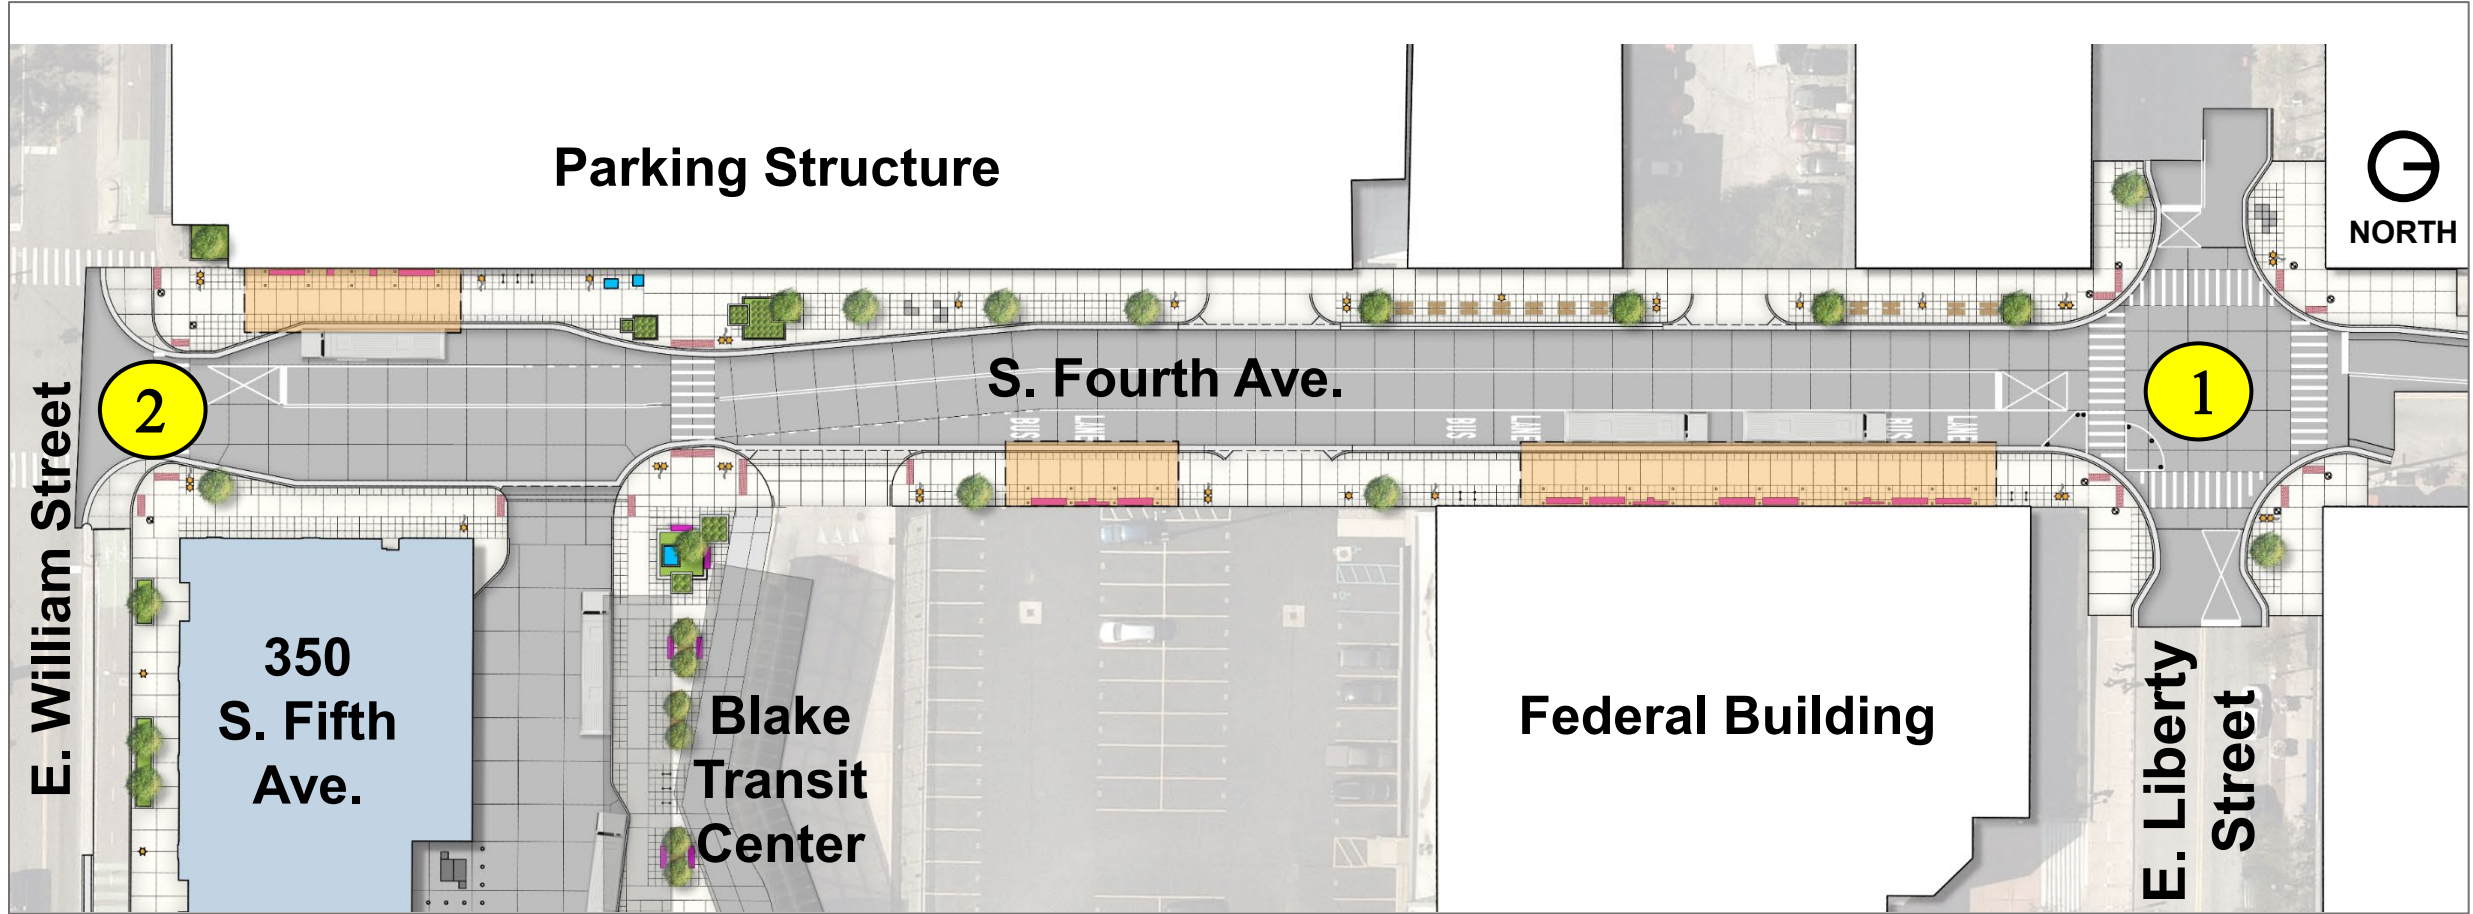 Parking Structure
NORTH
S. Fourth Ave.
2
1
BUS
LANE
BUS
LANE
BUS
LANE
E. William Street
350
S. Fifth
Ave.
Blake
Transit
Center
Federal Building
E. Liberty
Street